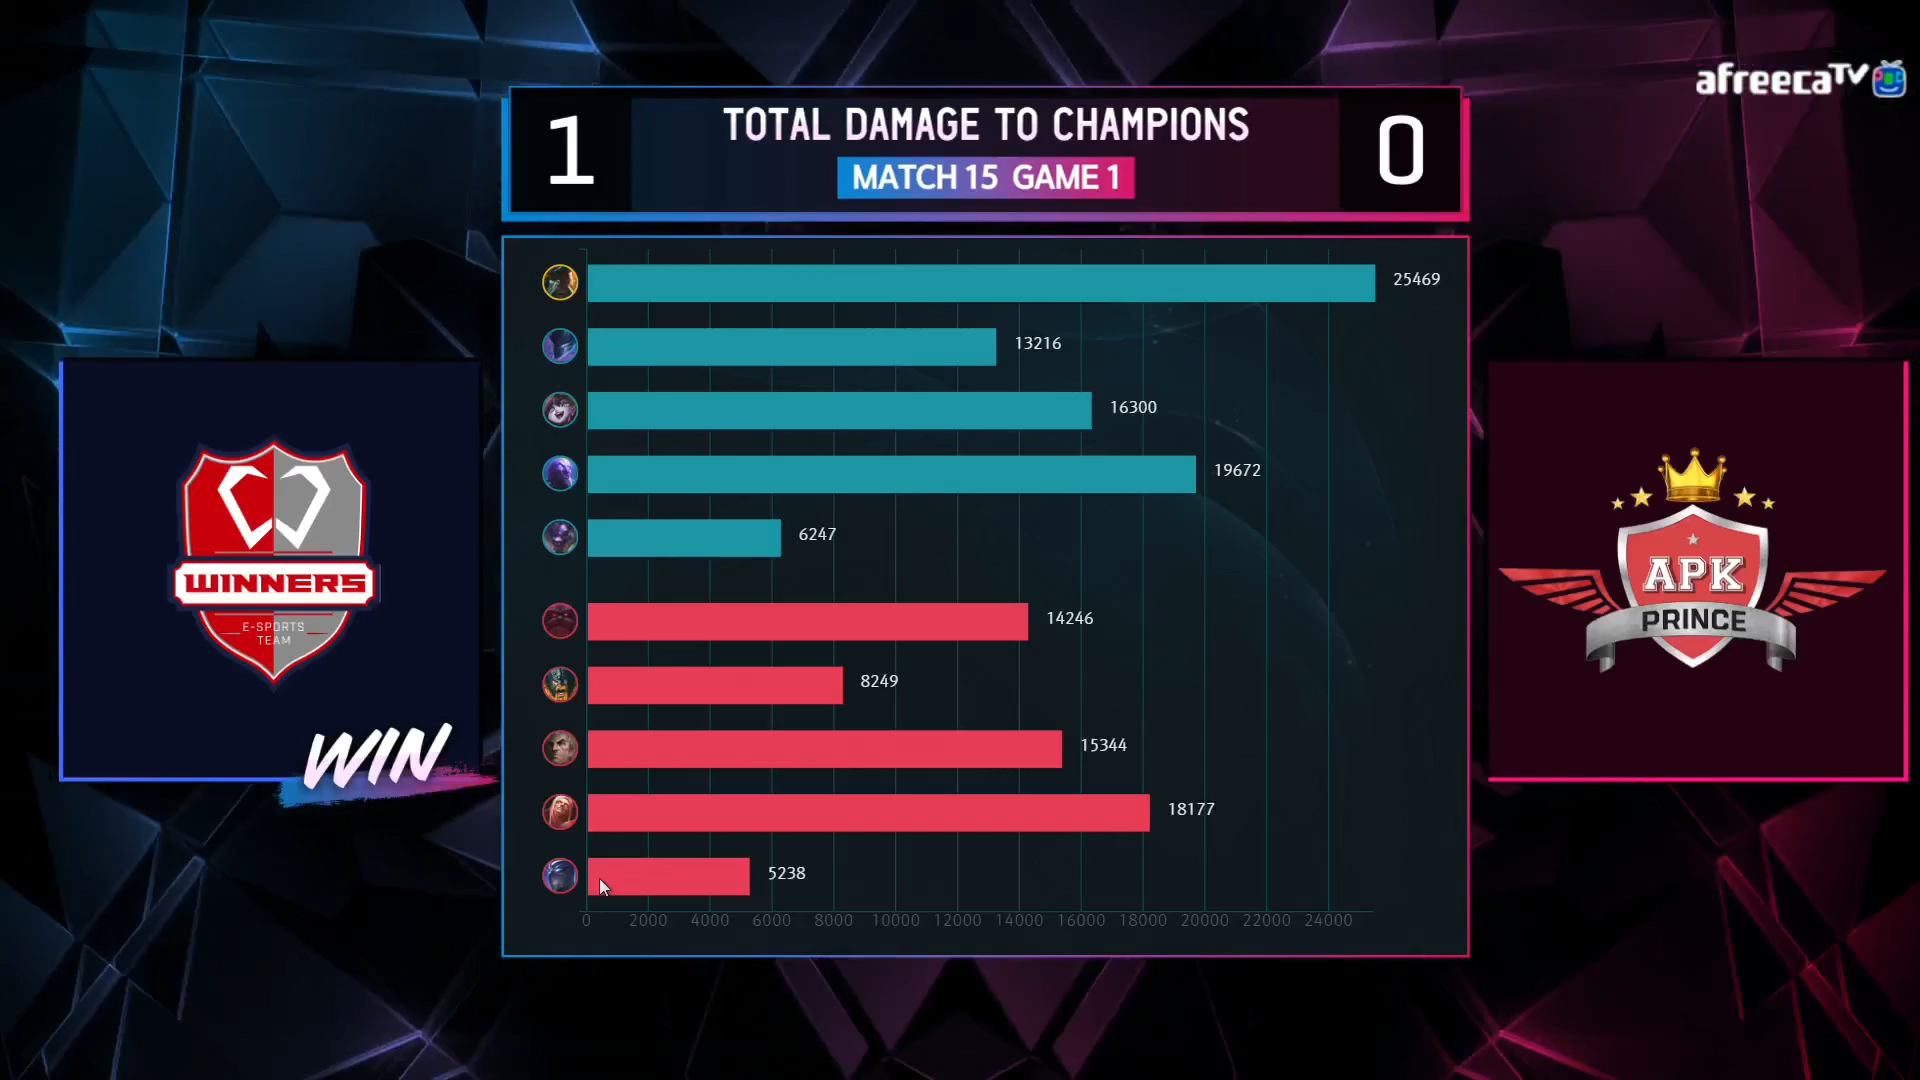 afreecaTV
1
TOTAL DAMAGE TO CHAMPIONS
0
MATCH 15 GAME 1
25469
13216
16300
19672
6247
14246
8249
15344
18177
5238
0 2000 4000 6000 8000 10000 12000 14000 16000 18000 20000 22000 24000
WINNERS
E-SPORTS
TEAM
WIN
APK
PRINCE